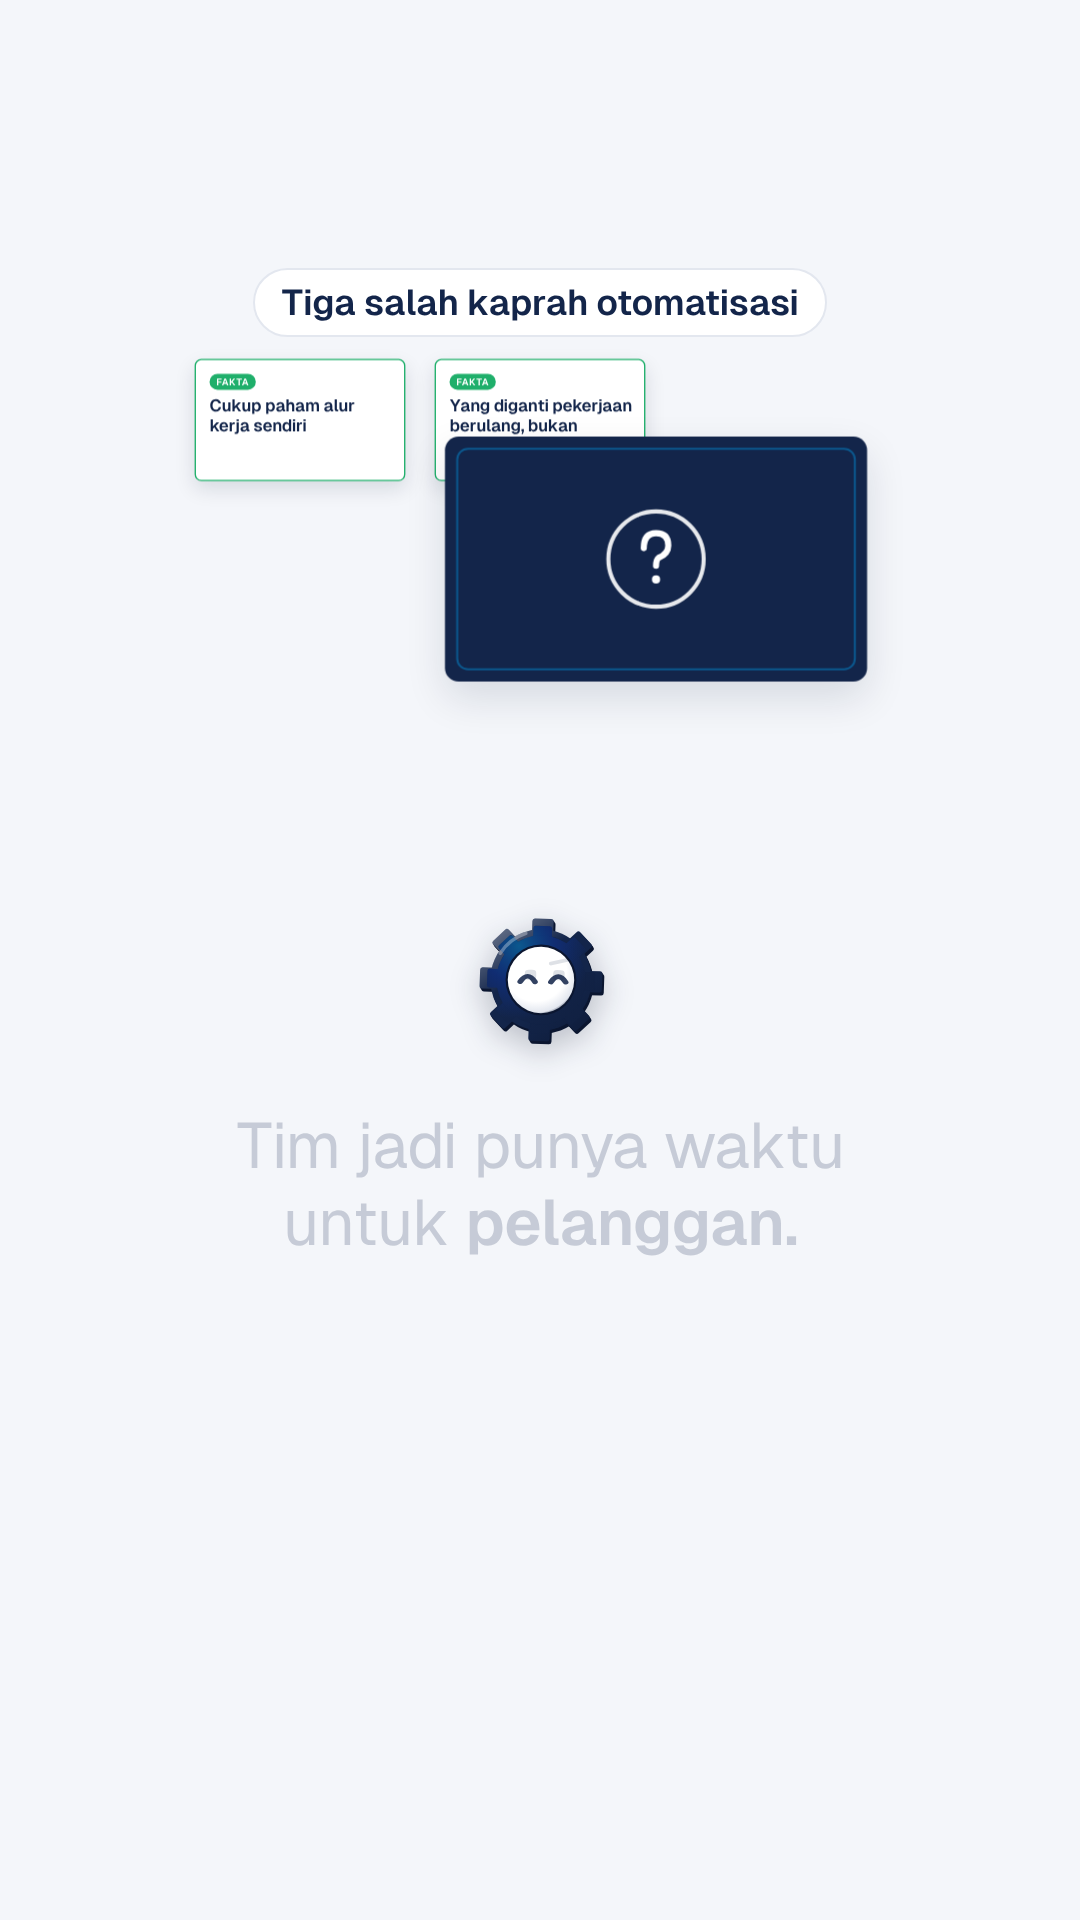 Tiga salah kaprah otomatisasi
FAKTA
Cukup paham alur
kerja sendiri
FAKTA
Yang diganti pekerjaan
berulang, bukan
?
Tim jadi punya waktu
untuk pelanggan.